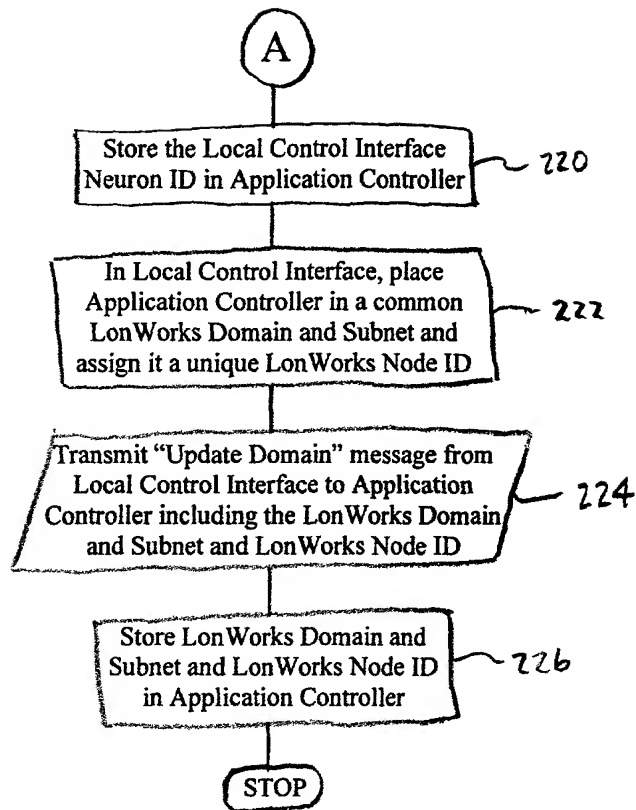 A
Store the Local Control Interface
Neuron ID in Application Controller
220
In Local Control Interface, place
Application Controller in a common
LonWorks Domain and Subnet and
assign it a unique LonWorks Node ID
222
Transmit “Update Domain” message from
Local Control Interface to Application
Controller including the LonWorks Domain
and Subnet and LonWorks Node ID
224
Store LonWorks Domain and
Subnet and LonWorks Node ID
in Application Controller
226
STOP